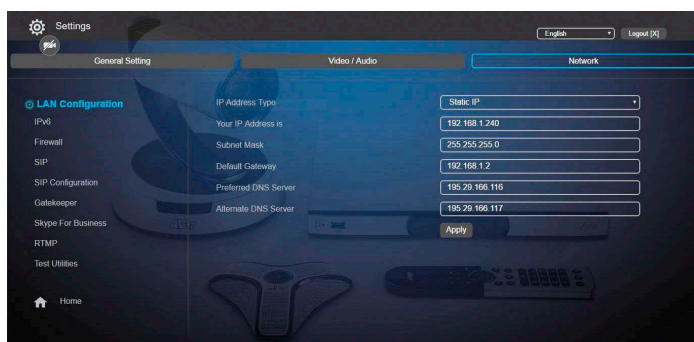 Settings
English
Logout [X]
General Setting
Video / Audio
Network
LAN Configuration
IPv6
Firewall
SIP
SIP Configuration
Gatekeeper
Skype For Business
RTMP
Test Utilities
Home
IP Address Type
Static IP
Your IP Address is
192.168.1.240
Subnet Mask
255.255.255.0
Default Gateway
192.168.1.2
Preferred DNS Server
195.29.166.116
Alternate DNS Server
195.29.166.117
Apply